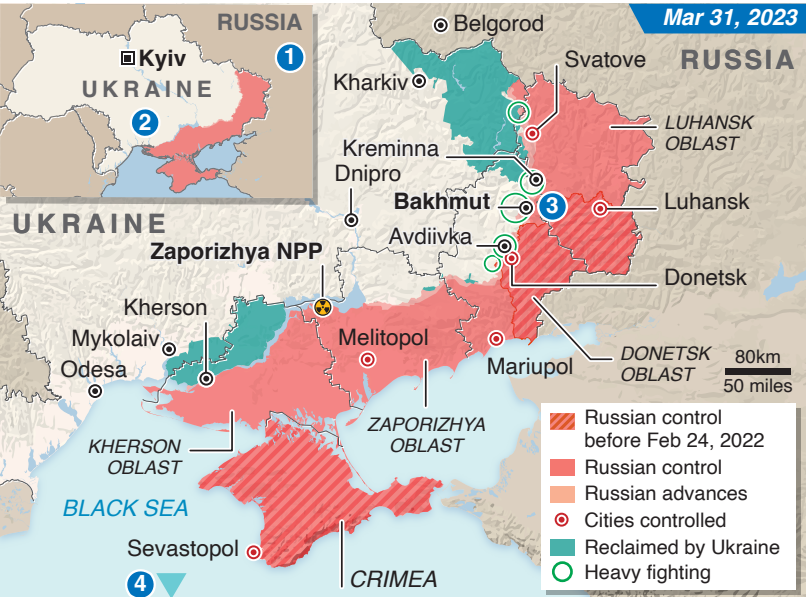 RUSSIA
1
Kyiv
UKRAINE
2
Belgorod
Mar 31, 2023
RUSSIA
Svatove
Kharkiv
LUHANSK
OBLAST
Kreminna
Dnipro
UKRAINE
Bakhmut
3
Luhansk
Avdiivka
Zaporizhya NPP
Donetsk
Kherson
Mykolaiv
Melitopol
Odesa
Mariupol
DONETSK
OBLAST
80km
50 miles
KHERSON
OBLAST
ZAPORIZHYA
OBLAST
BLACK SEA
Sevastopol
CRIMEA
4
Russian control
before Feb 24, 2022
Russian control
Russian advances
Cities controlled
Reclaimed by Ukraine
Heavy fighting